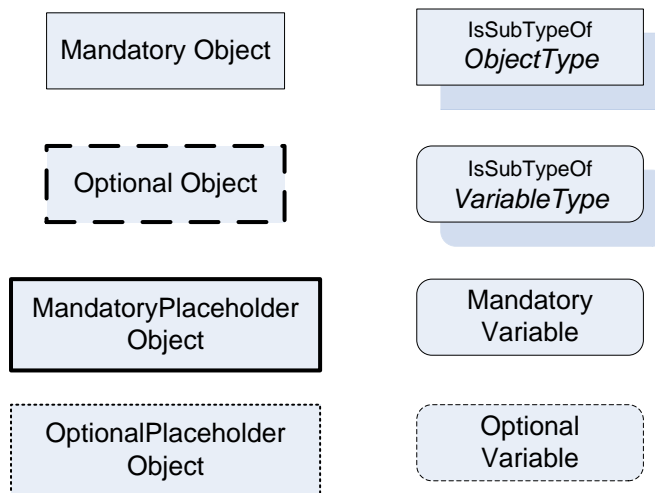 Mandatory Object
IsSubTypeOf
ObjectType
Optional Object
IsSubTypeOf
VariableType
MandatoryPlaceholder
Object
Mandatory
Variable
OptionalPlaceholder
Object
Optional
Variable